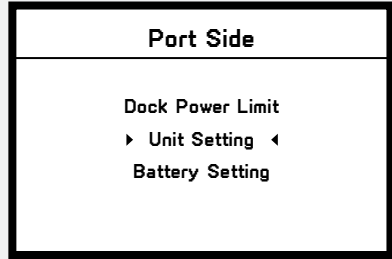 Port Side
Dock Power Limit
Unit Setting
Battery Setting